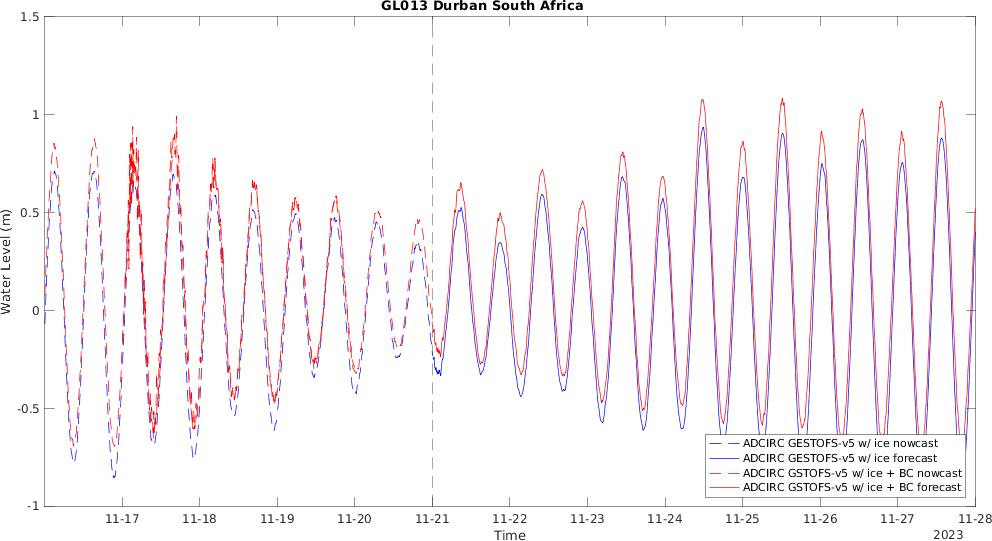 GL013 Durban South Africa
1.5
1
0.5
0
-0.5
-1
Water Level (m)
ADCIRC GESTOFS-v5 w/ ice nowcast
ADCIRC GESTOFS-v5 w/ ice forecast
ADCIRC GSTOFS-v5 w/ ice + BC nowcast
ADCIRC GSTOFS-v5 w/ ice + BC forecast
11-17 11-18 11-19 11-20 11-21 11-22 11-23 11-24 11-25 11-26 11-27 11-28
Time
2023